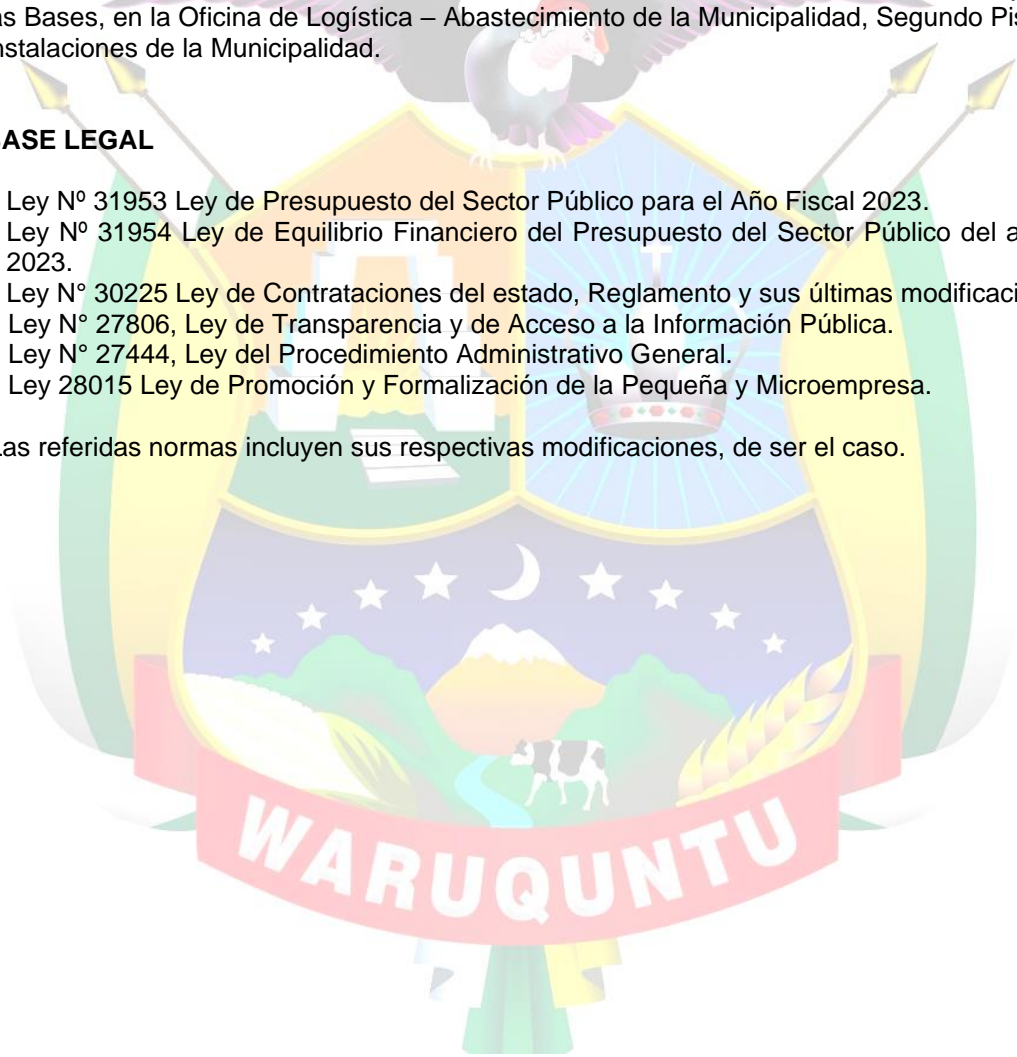 as Bases, en la Oficina de Logística – Abastecimiento de la Municipalidad, Segundo Pis
nstalaciones de la Municipalidad.
BASE LEGAL
Ley Nº 31953 Ley de Presupuesto del Sector Público para el Año Fiscal 2023.
Ley Nº 31954 Ley de Equilibrio Financiero del Presupuesto del Sector Público del a
2023.
Ley N° 30225 Ley de Contrataciones del estado, Reglamento y sus últimas modificaci
Ley N° 27806, Ley de Transparencia y de Acceso a la Información Pública.
Ley N° 27444, Ley del Procedimiento Administrativo General.
Ley 28015 Ley de Promoción y Formalización de la Pequeña y Microempresa.
Las referidas normas incluyen sus respectivas modificaciones, de ser el caso.
WARUQUNTU